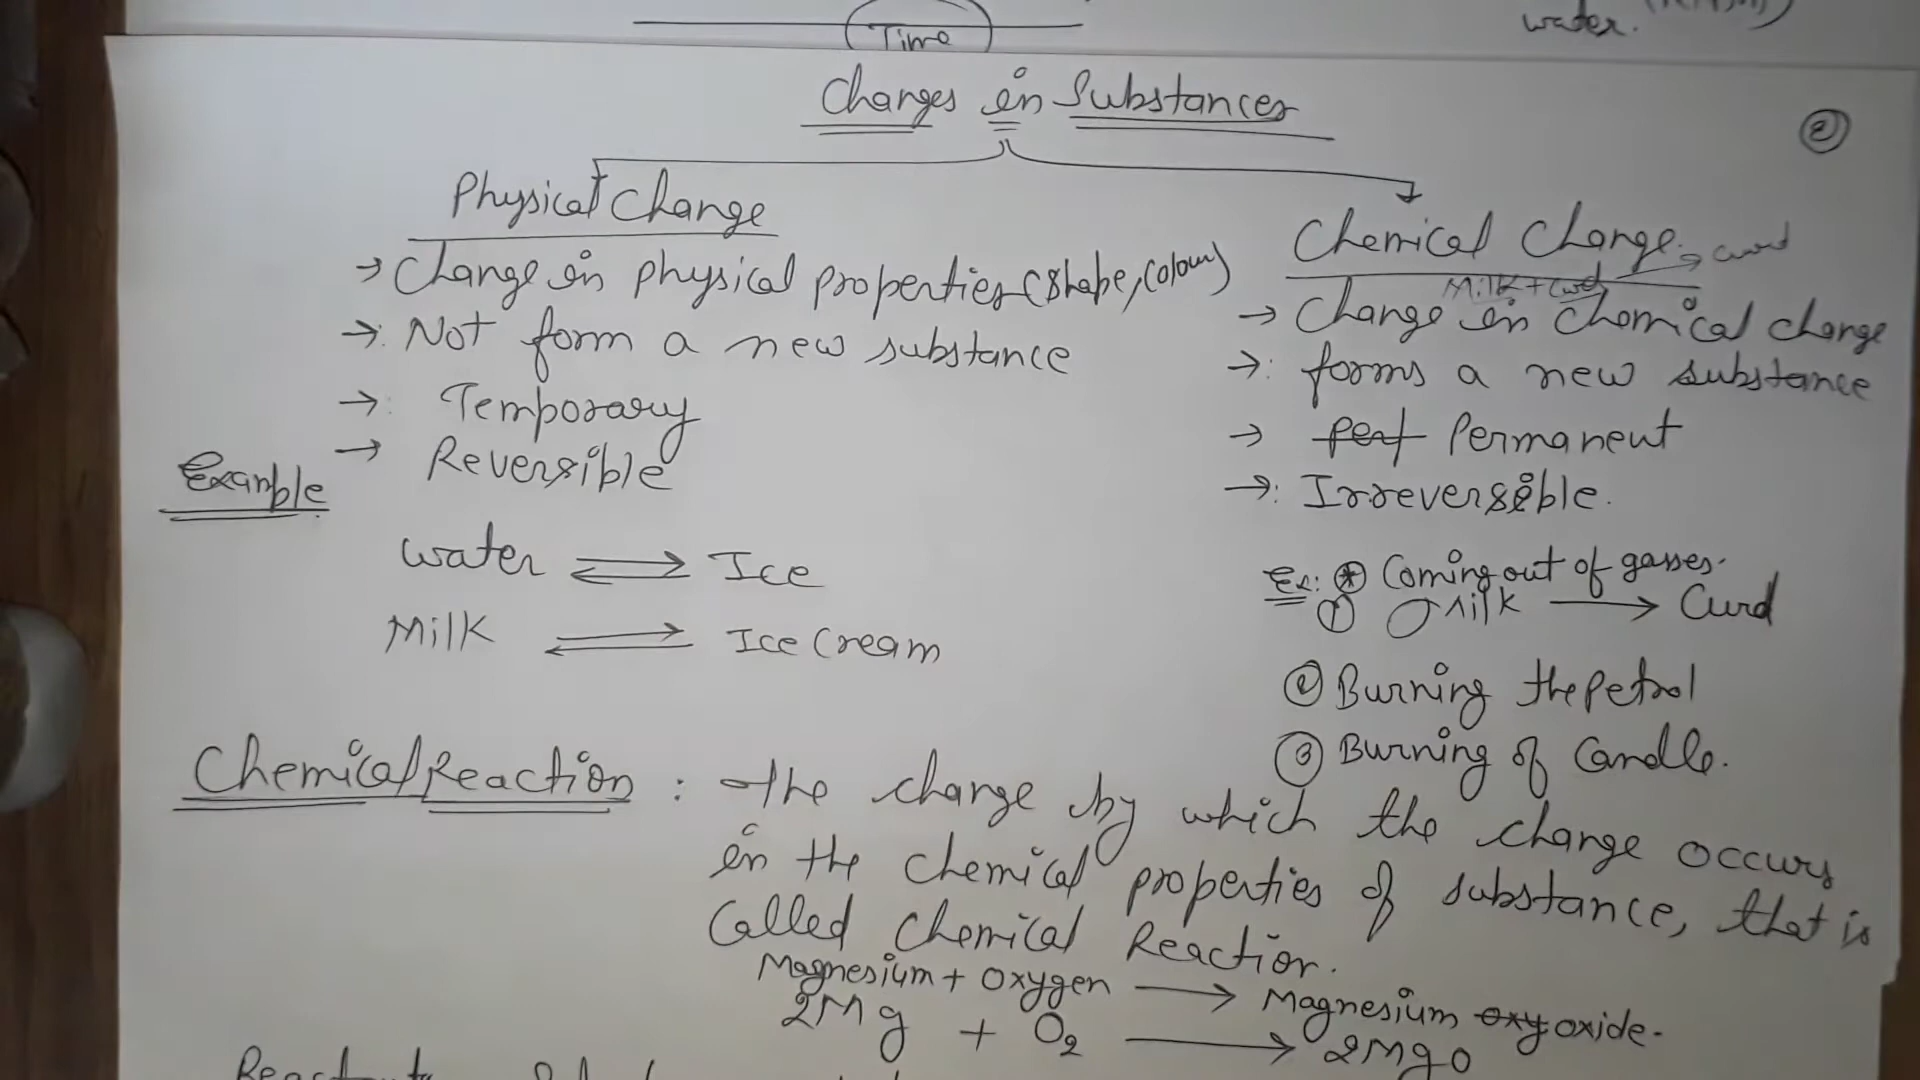 Time
water.
Changes in Substances
2
Physical Change
→ Change in physical properties (Shape, Colour)
→: Not form a new substance
→: Temporary
→ Reversible
Example
water ⇌ Ice
Milk ⇌ Ice Cream
Chemical Change.
Milk + Curd → curd
→ Change in Chemical change
→: forms a new substance
→ Permanent
→: Irreversible.
Ex: * Coming out of gasses.
① Milk → Curd
② Burning the Petrol
③ Burning of Candle.
Chemical Reaction : The change by which the change occurs
in the chemical properties of substance, that is
Called Chemical Reaction.
Magnesium + Oxygen → Magnesium oxide.
2Mg + O₂ → 2MgO